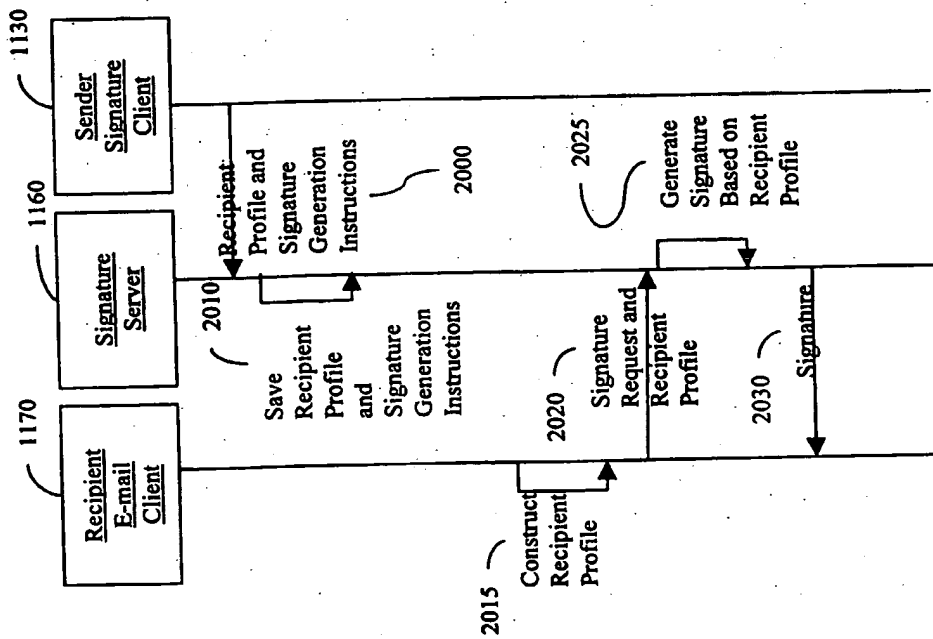 1170
Recipient
E-mail
Client
1160
Signature
Server
1130
Sender
Signature
Client
Recipient
Profile and
Signature
Generation
Instructions
2000
2010
Save
Recipient
Profile
and
Signature
Generation
Instructions
2015
Construct
Recipient
Profile
2020
Signature
Request and
Recipient
Profile
2025
Generate
Signature
Based on
Recipient
Profile
2030
Signature